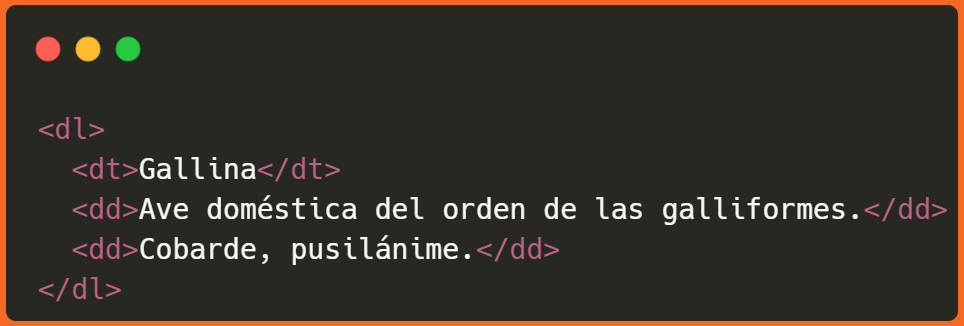 <dl>
  <dt>Gallina</dt>
  <dd>Ave doméstica del orden de las galliformes.</dd>
  <dd>Cobarde, pusilánime.</dd>
</dl>